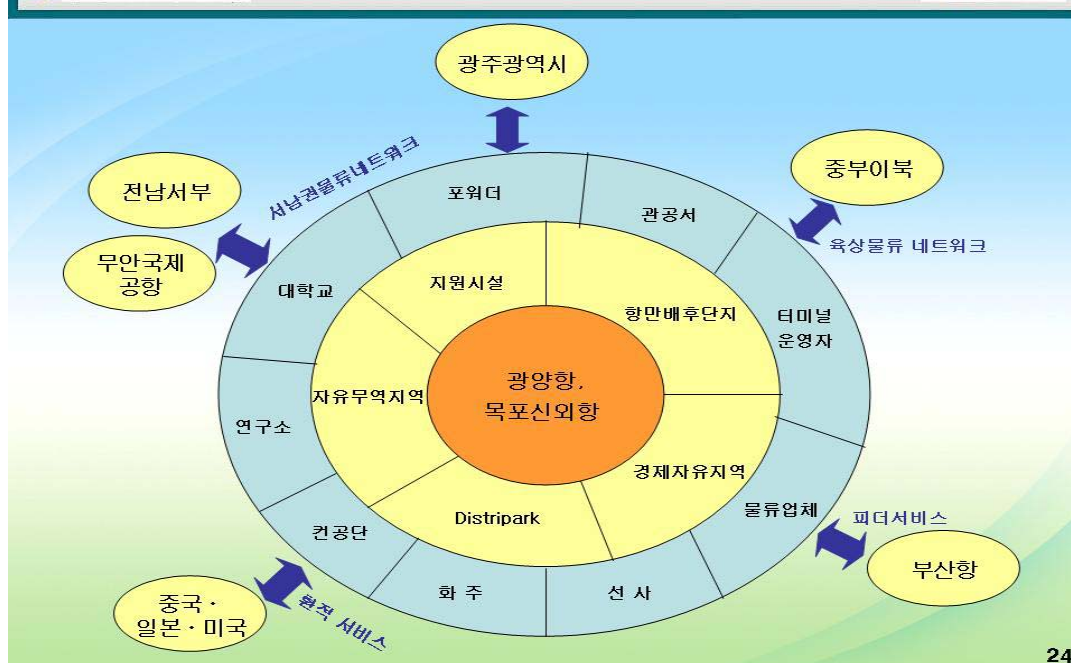 광주광역시
중부이북
전남서부
서남권물류네트워크
포워더
관공서
육상물류 네트워크
무안국제
공항
대학교
지원시설
항만배후단지
터미널
운영자
광양항,
목포신외항
자유무역지역
연구소
경제자유지역
물류업체
컨공단
Distripark
피더서비스
부산항
화 주
선 사
중국·
일본·미국
환적 서비스
24